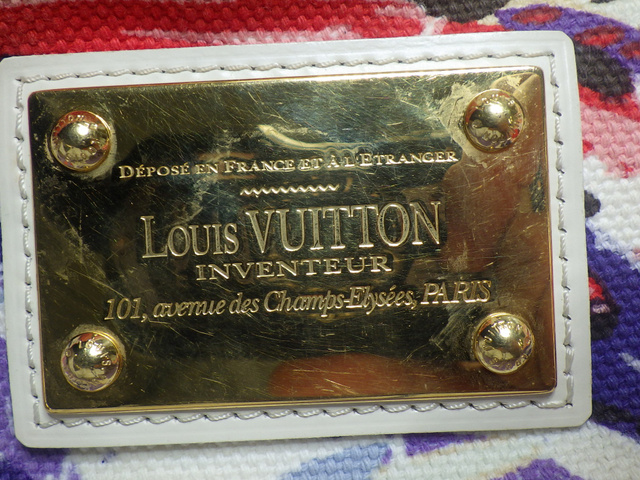 DÉPOSÉ EN FRANCE ET À L'ETRANGER
LOUIS VUITTON
INVENTEUR
101, avenue des Champs-Elysées, PARIS